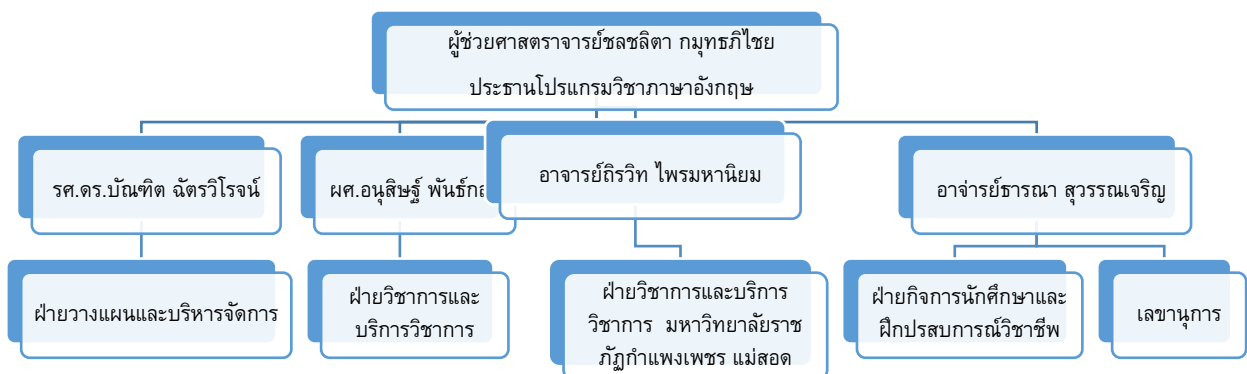 ผู้ช่วยศาสตราจารย์ชลชลิตา กมุทธภิไชย
ประธานโปรแกรมวิชาภาษาอังกฤษ
รศ.ดร.บัณฑิต ฉัตรวิโรจน์
ผศ.อนุสิษฐ์
อาจารย์ถิรวิท ไพรมหานิยม
อาจ่ารย์ธารณา สุวรรณเจริญ
ฝ่ายวางแผนและบริหารจัดการ
ฝ่ายวิชาการและ
บริการวิชาการ
ฝ่ายวิชาการและบริการ
วิชาการ มหาวิทยาลัยราช
ภัฏกำแพงเพชร แม่สอด
ฝ่ายกิจการนักศึกษาและ
ฝึกปรสบการณ์วิชาชีพ
เลขานุการ